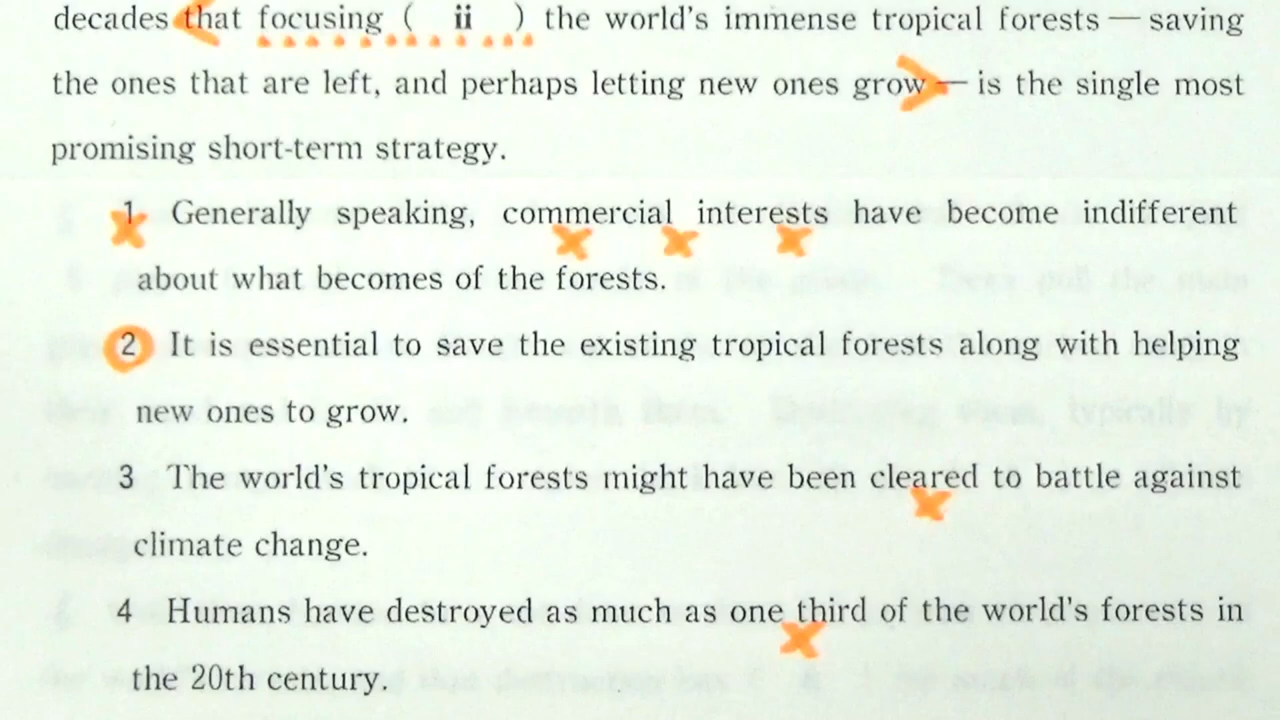 decades that focusing ( ii ) the world's immense tropical forests — saving
the ones that are left, and perhaps letting new ones grow — is the single most
promising short-term strategy.
1 Generally speaking, commercial interests have become indifferent
about what becomes of the forests.
2 It is essential to save the existing tropical forests along with helping
new ones to grow.
3 The world's tropical forests might have been cleared to battle against
climate change.
4 Humans have destroyed as much as one third of the world's forests in
the 20th century.